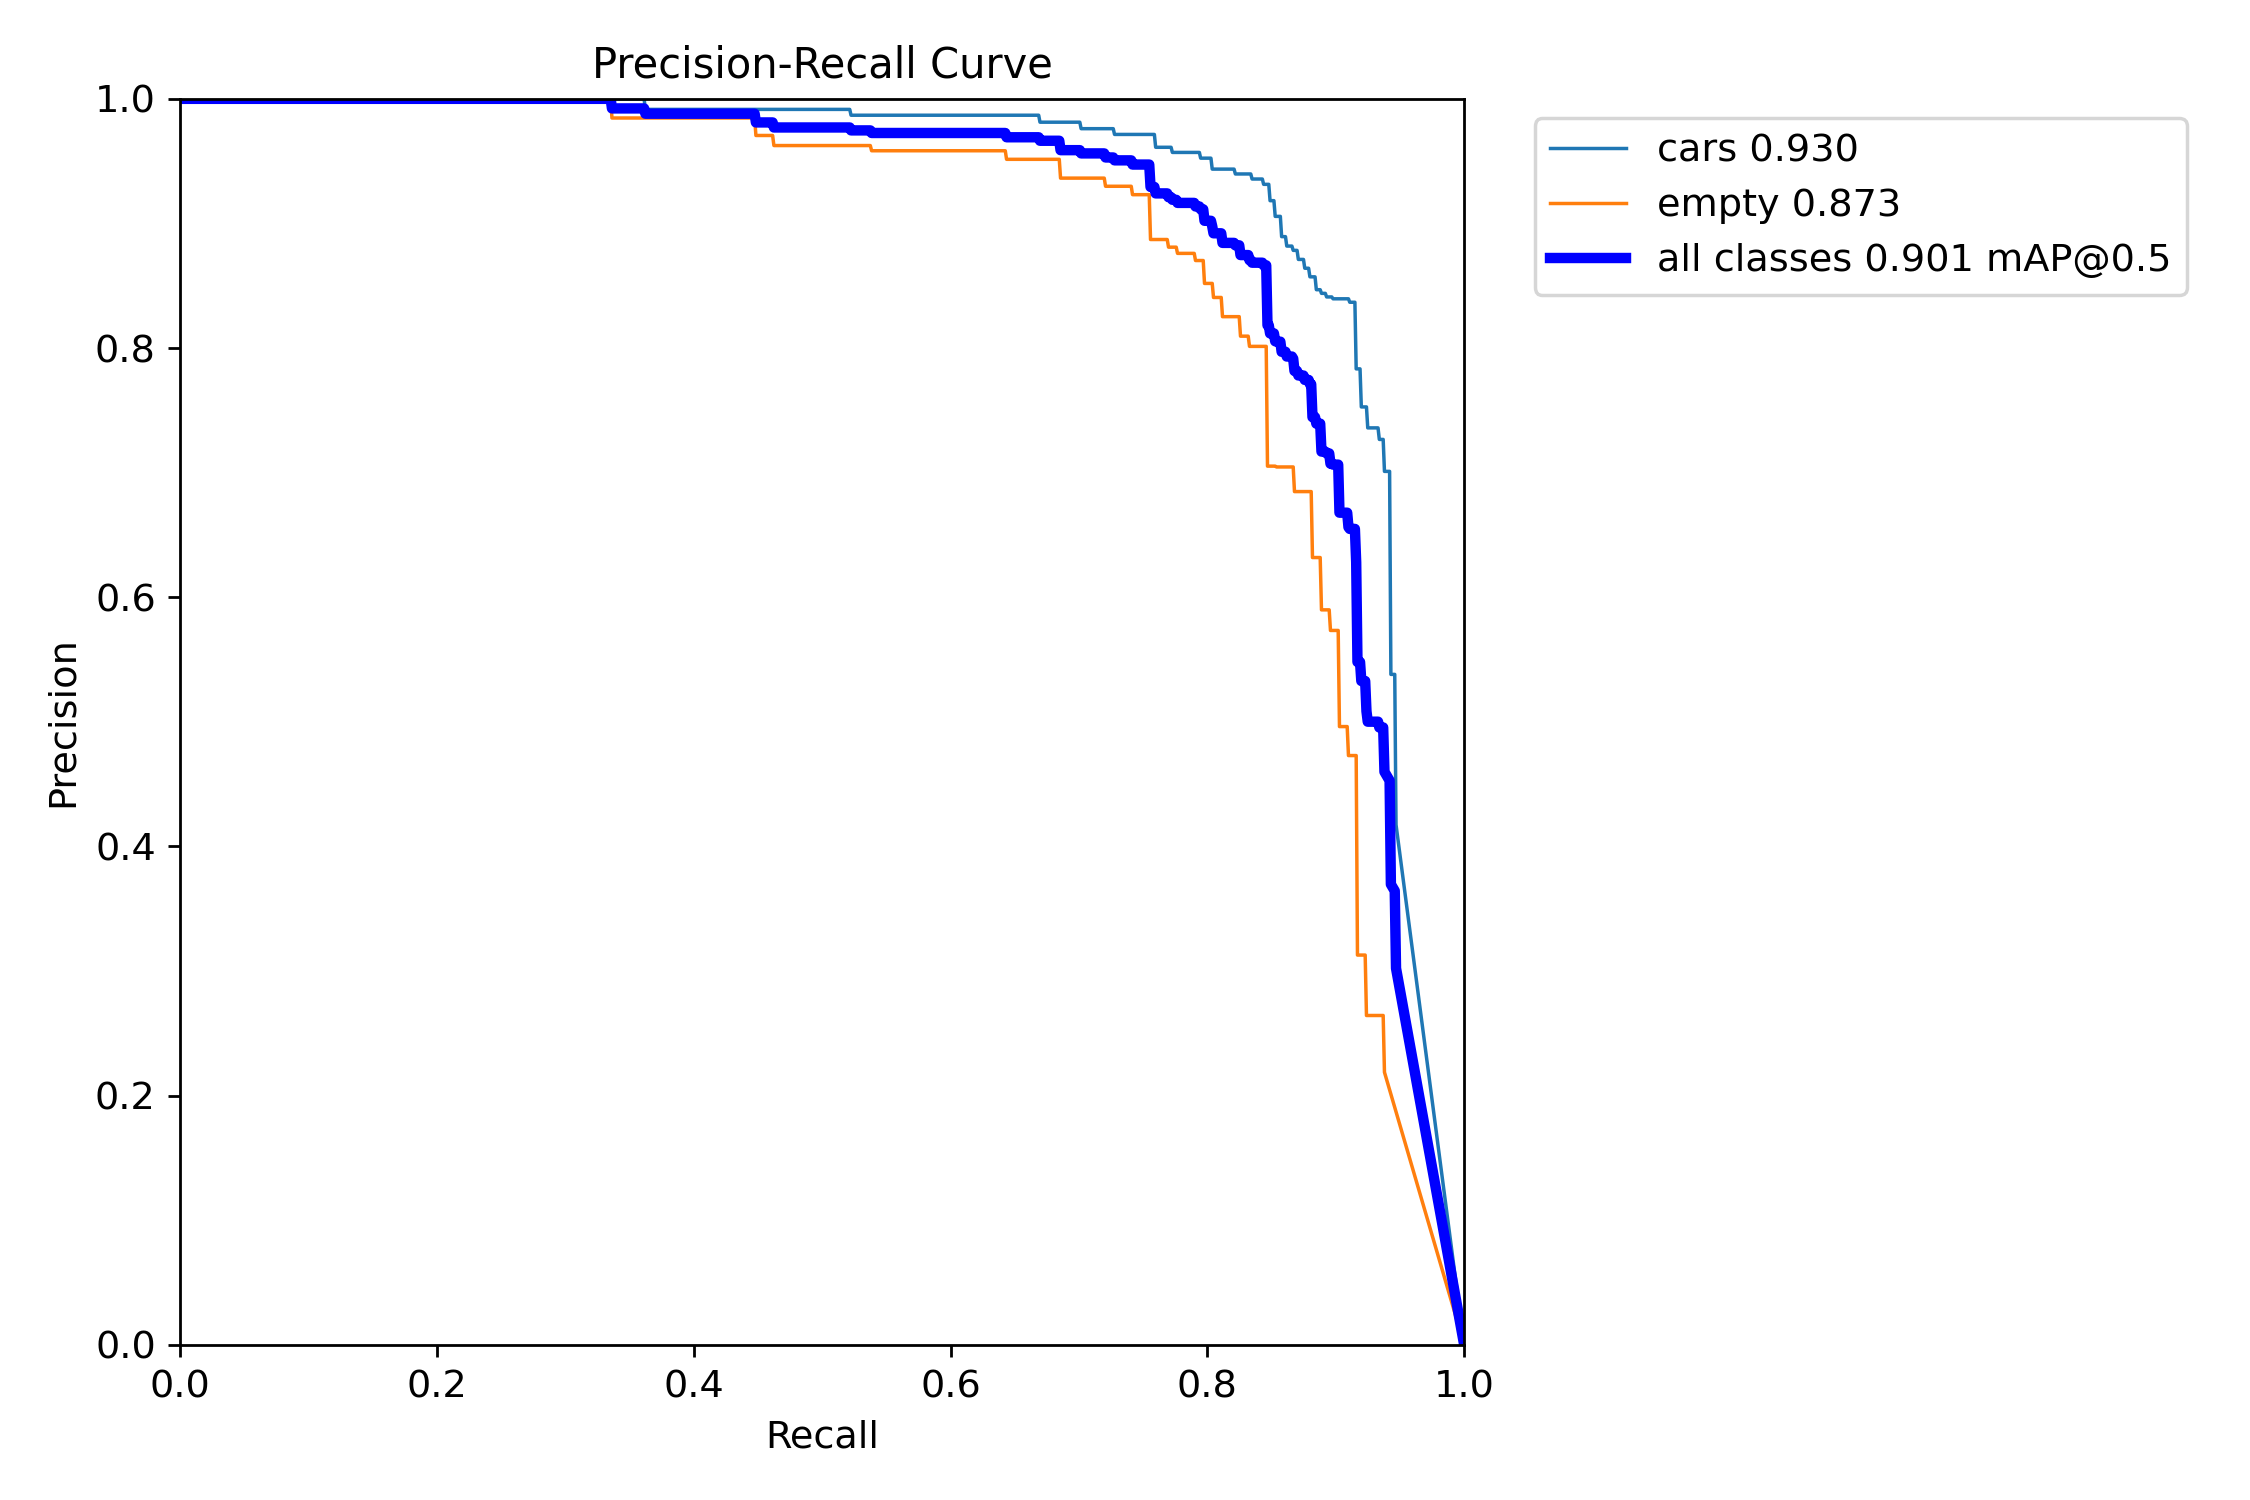 Precision-Recall Curve
1.0
0.8
0.6
0.4
0.2
0.0
Precision
0.0 0.2 0.4 0.6 0.8 1.0
Recall
cars 0.930
empty 0.873
all classes 0.901 mAP@0.5